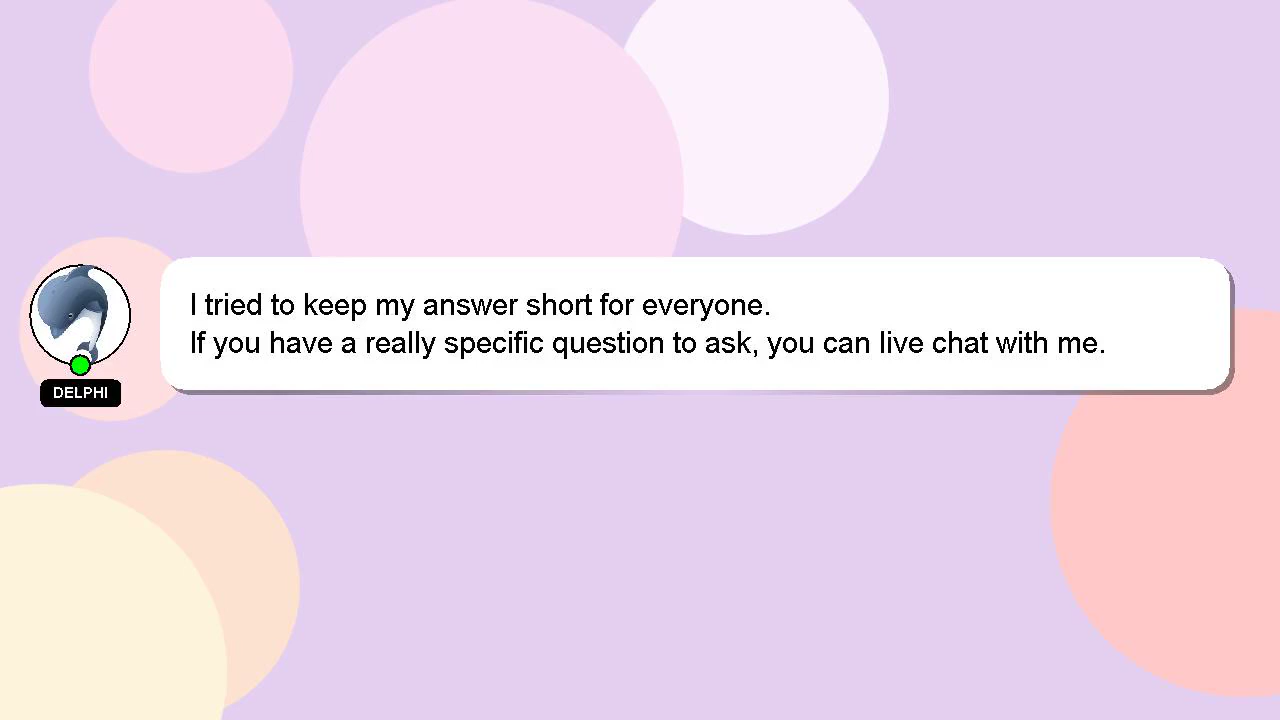 I tried to keep my answer short for everyone.
If you have a really specific question to ask, you can live chat with me.
DELPHI